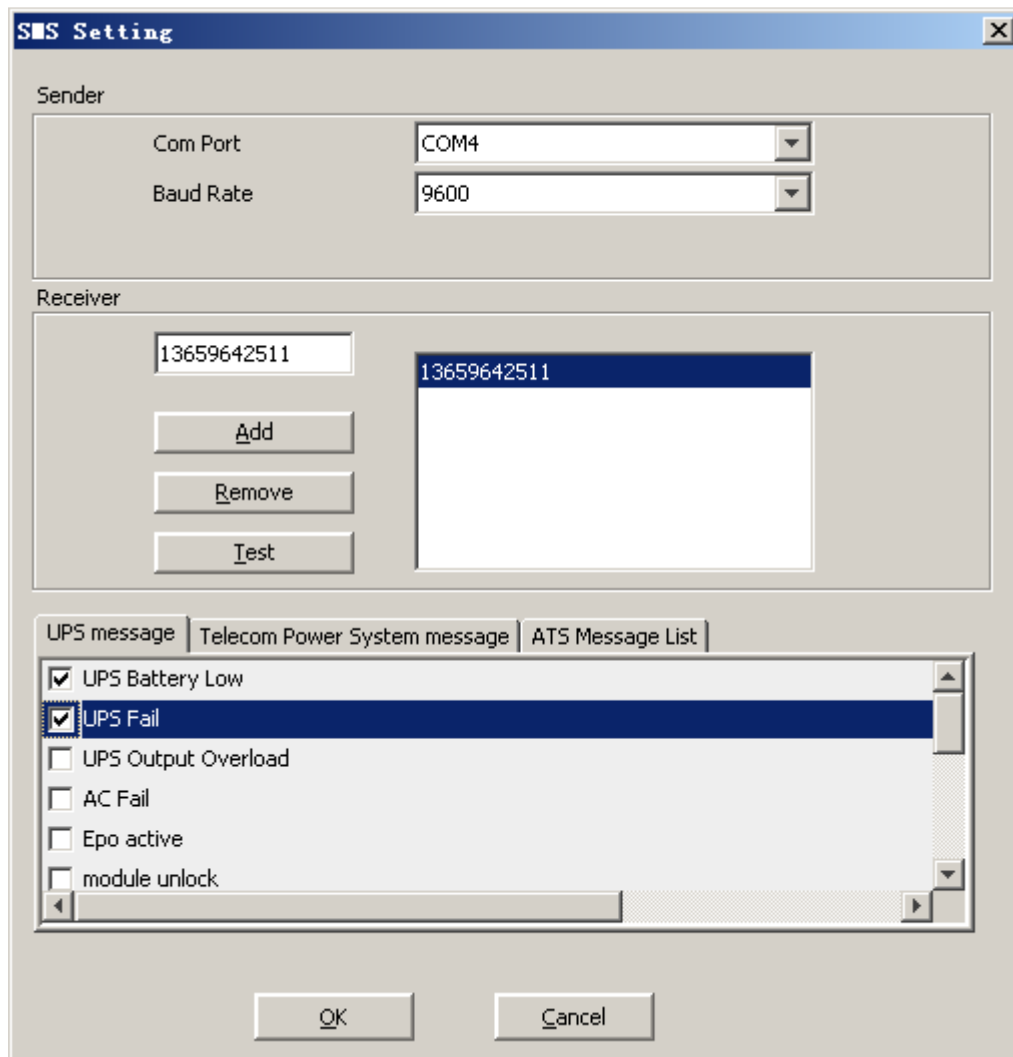 SMS Setting
Sender
Com Port COM4
Baud Rate 9600
Receiver
13659642511
13659642511
Add
Remove
Test
UPS message Telecom Power System message ATS Message List
UPS Battery Low
UPS Fail
UPS Output Overload
AC Fail
Epo active
module unlock
OK Cancel